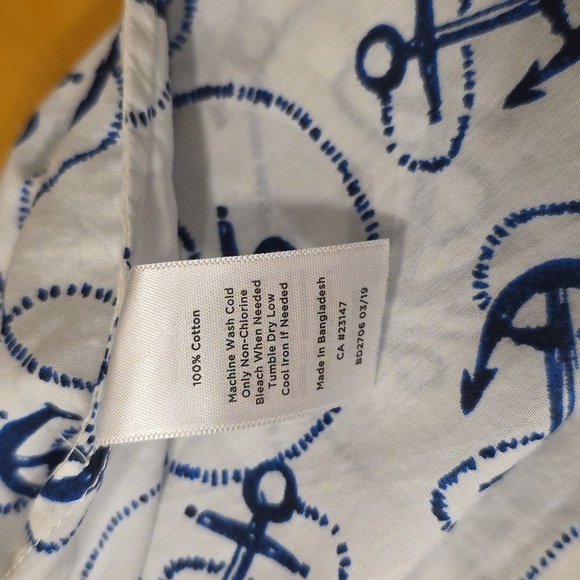 100% Cotton
Machine Wash Cold
Only Non-Chlorine
Bleach When Needed
Tumble Dry Low
Cool Iron If Needed
Made In Bangladesh
CA #23147
BD2706 03/19